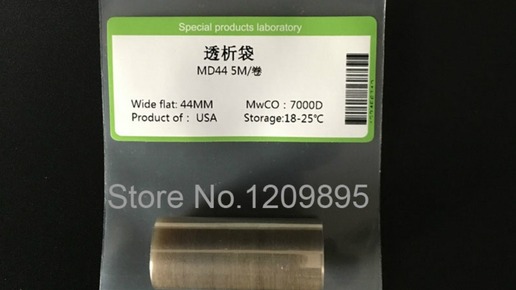 Special products laboratory
透析袋
MD44 5M/卷
Wide flat: 44MM MwCO：7000D
Product of： USA Storage:18-25℃
Store No.1209895